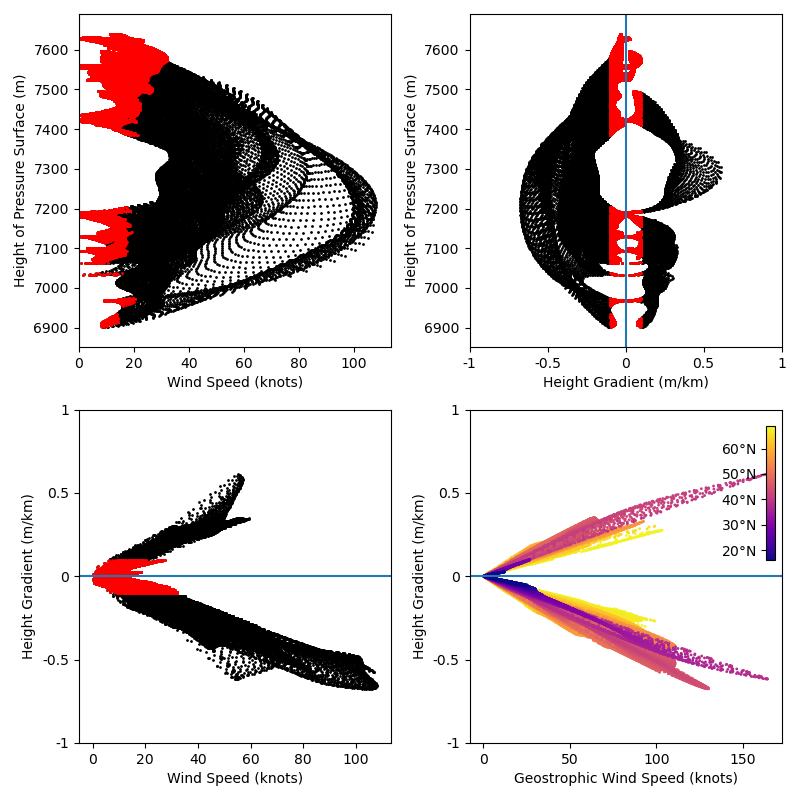 7600
7500
7400
7300
7200
7100
7000
6900
0 20 40 60 80 100
Wind Speed (knots)
Height of Pressure Surface (m)
7600
7500
7400
7300
7200
7100
7000
6900
-1 -0.5 0 0.5 1
Height Gradient (m/km)
Height of Pressure Surface (m)
1
0.5
0
-0.5
-1
0 20 40 60 80 100
Wind Speed (knots)
Height Gradient (m/km)
1
0.5
0
-0.5
-1
0 50 100 150
Geostrophic Wind Speed (knots)
Height Gradient (m/km)
60°N
50°N
40°N
30°N
20°N